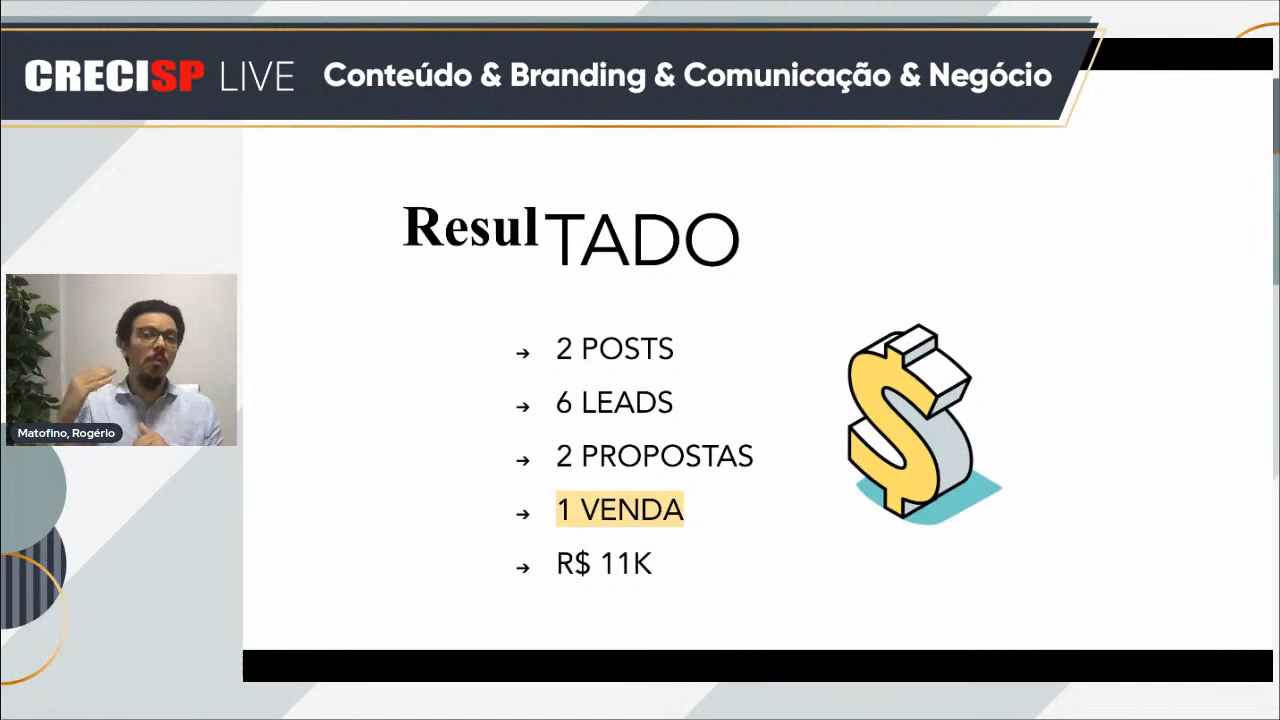 CRECISP LIVE Conteúdo & Branding & Comunicação & Negócio
ResulTADO
➔ 2 POSTS
➔ 6 LEADS
➔ 2 PROPOSTAS
➔ 1 VENDA
➔ R$ 11K
Matofino, Rogério